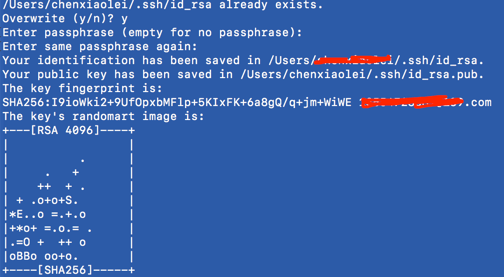 /Users/chenxiaolei/.ssh/id_rsa already exists.
Overwrite (y/n)? y
Enter passphrase (empty for no passphrase):
Enter same passphrase again:
Your identification has been saved in /Users/ /.ssh/id_rsa.
Your public key has been saved in /Users/chenxiaolei/.ssh/id_rsa.pub.
The key fingerprint is:
SHA256:I9ioWki2+9UfOpxbMFlp+5KIxFK+6a8gQ/q+jm+WiWE .com
The key's randomart image is:
+---[RSA 4096]----+
|                 |
|          .      |
|     .   +       |
|    ++  + .      |
| + .o+o+S.       |
|*E..o =.+.o      |
|+*o+ =.o.= .     |
|.=O +  ++ o      |
|oBBo oo+o.       |
+----[SHA256]-----+